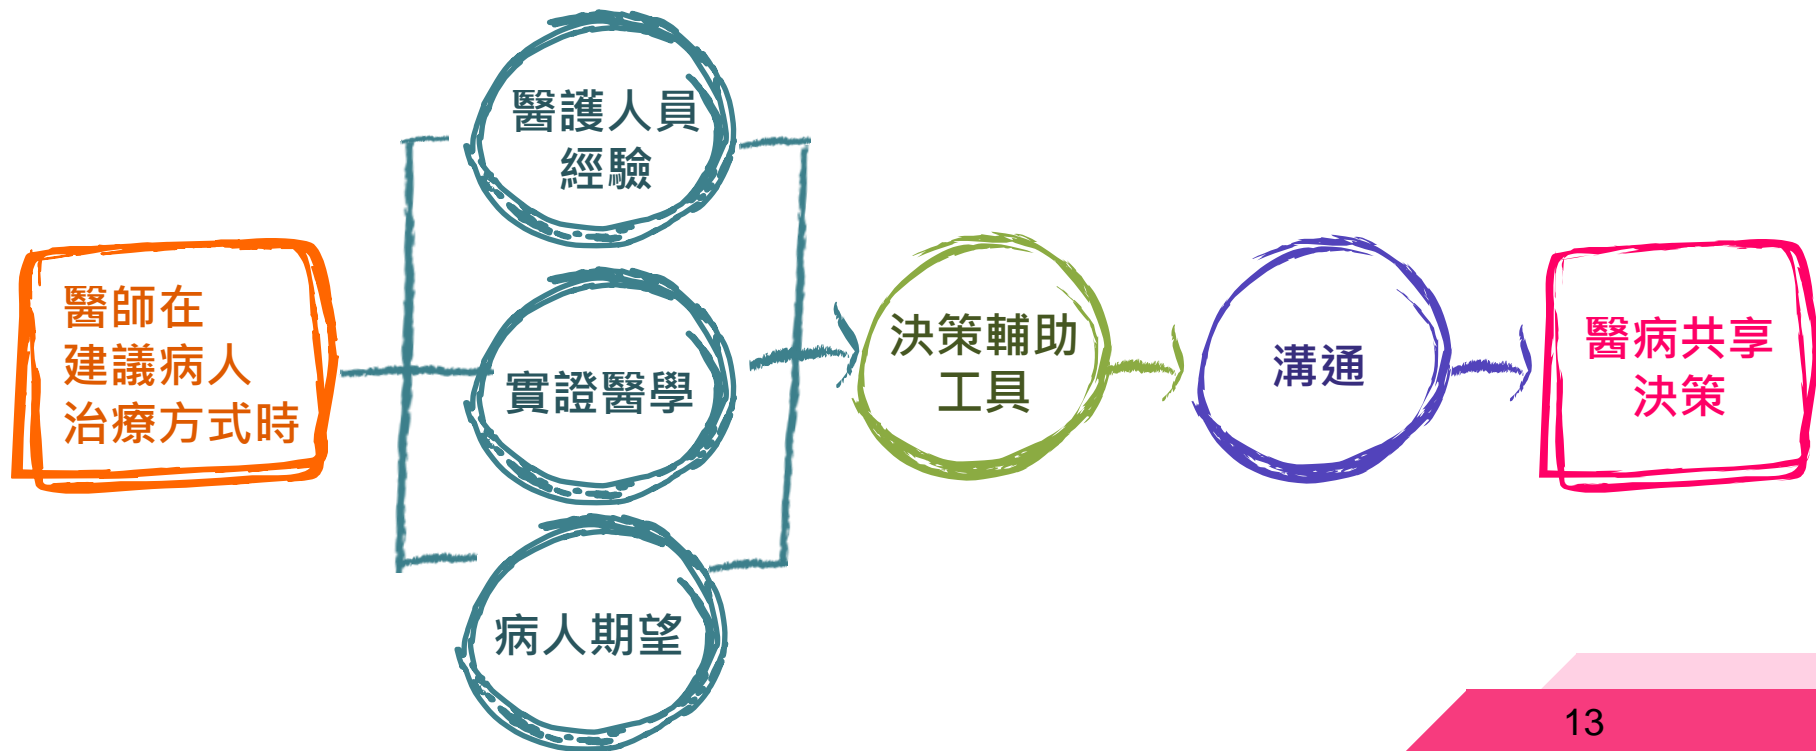 醫師在
建議病人
治療方式時
醫護人員
經驗
實證醫學
病人期望
決策輔助
工具
溝通
醫病共享
決策
13